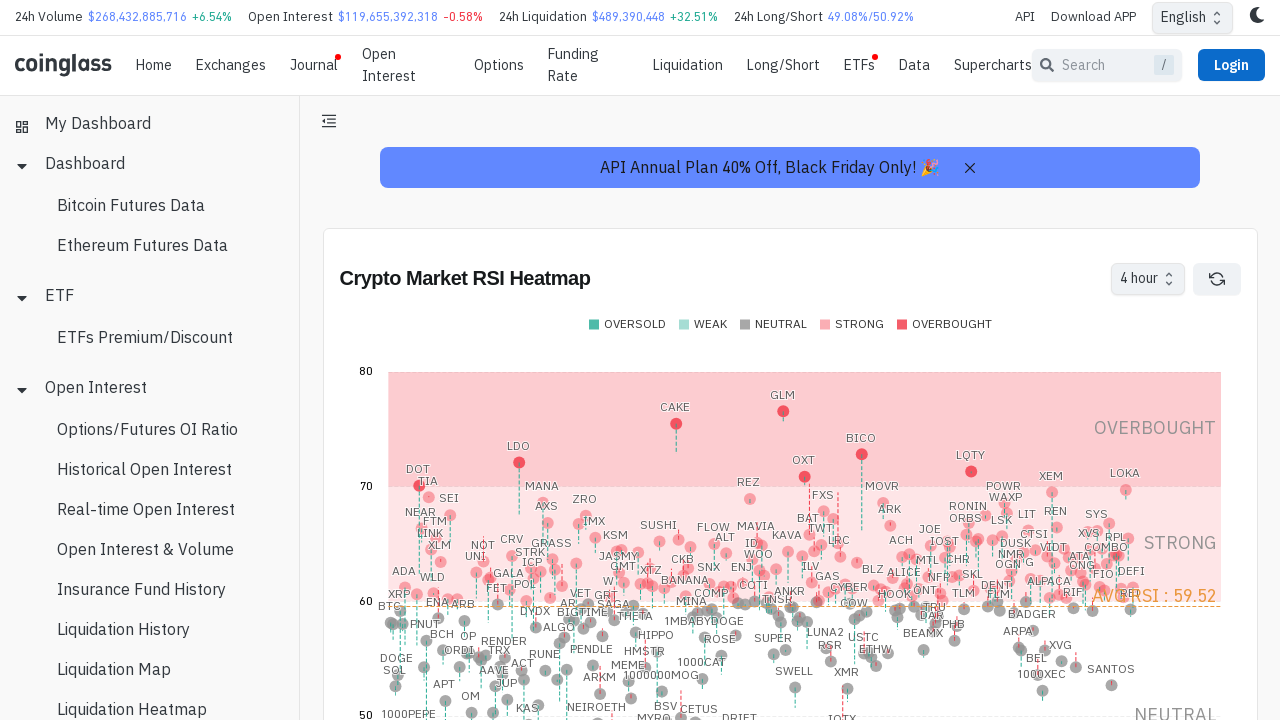 24h Volume $268,432,885,716 +6.54% Open Interest $119,655,392,318 -0.58% 24h Liquidation $489,390,448 +32.51% 24h Long/Short 49.08%/50.92% API Download APP English
coinglass Home Exchanges Journal Open Interest Options Funding Rate Liquidation Long/Short ETFs Data Supercharts Search / Login
My Dashboard
Dashboard
Bitcoin Futures Data
Ethereum Futures Data
ETF
ETFs Premium/Discount
Open Interest
Options/Futures OI Ratio
Historical Open Interest
Real-time Open Interest
Open Interest & Volume
Insurance Fund History
Liquidation History
Liquidation Map
Liquidation Heatmap
API Annual Plan 40% Off, Black Friday Only! 🎉
Crypto Market RSI Heatmap 4 hour
OVERSOLD WEAK NEUTRAL STRONG OVERBOUGHT
80
GLM
CAKE
OVERBOUGHT
BICO
LDO
LQTY
OXT
DOT
LOKA
XEM
TIA
REZ
70
MANA
MOVR
POWR
SEI
ZRO
FXS
WAXP
AXS
RONIN
ARK
NEAR
REN
SYS
LIT
BAT
ORBS
FTM
IMX
LSK
SUSHI
FLOW
MAVIA
TWT
JOE
LINK
KSM
ALT
KAVA
CTSI
XVS
RPL
CRV
LRC
ACH
IOST
STRONG
XLM
NOT
GRASS
ID
DUSK
VIDT
COMBO
UNI
STRK
JASMY
CKB
WOO
MTL
CHR
NMR
ICP
GMT
SNX
ENJ
ILV
BLZ
OGN
ONG
ADA
GALA
XTZ
ALICE
SKL
FIO
DEFI
WLD
POL
BANANA
COTI
GAS
NFP
ALPACA
FET
COMP
ANKR
CYBER
DENT
XRP
VET
HOOK
TLM
FLM
RIF
60
BTC
ENA
ARB
MINA
COW
AVG RSI : 59.52
DYDX
BIGTIME
THETA
TRU
BADGER
PNUT
ALGO
1MBABYDOGE
PHB
BCH
OP
HIPPO
ROSE
SUPER
LUNA2
USTC
BEAMX
ARPA
ORDI
RENDER
TRX
PENDLE
RSR
ETHW
XVG
DOGE
RUNE
HMSTR
BEL
SOL
AAVE
ACT
MEME
1000CAT
SWELL
XMR
1000XEC
SANTOS
APT
JUP
ARKM
1000000MOG
OM
KAS
NEIROETH
BSV
CETUS
NEUTRAL
50
1000PEPE
MYRO
DRIFT
IOTX